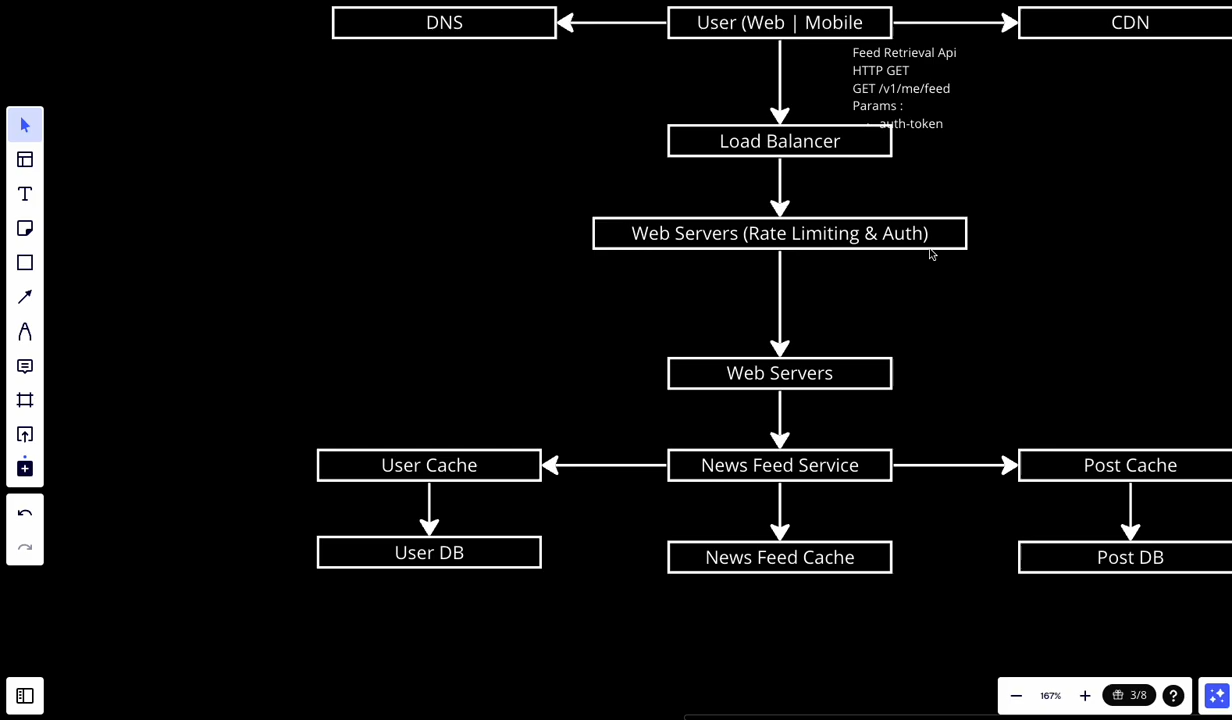 DNS
User (Web | Mobile
CDN
Feed Retrieval Api
HTTP GET
GET /v1/me/feed
Params :
- auth-token
Load Balancer
Web Servers (Rate Limiting & Auth)
Web Servers
User Cache
News Feed Service
Post Cache
User DB
News Feed Cache
Post DB
167%
3/8